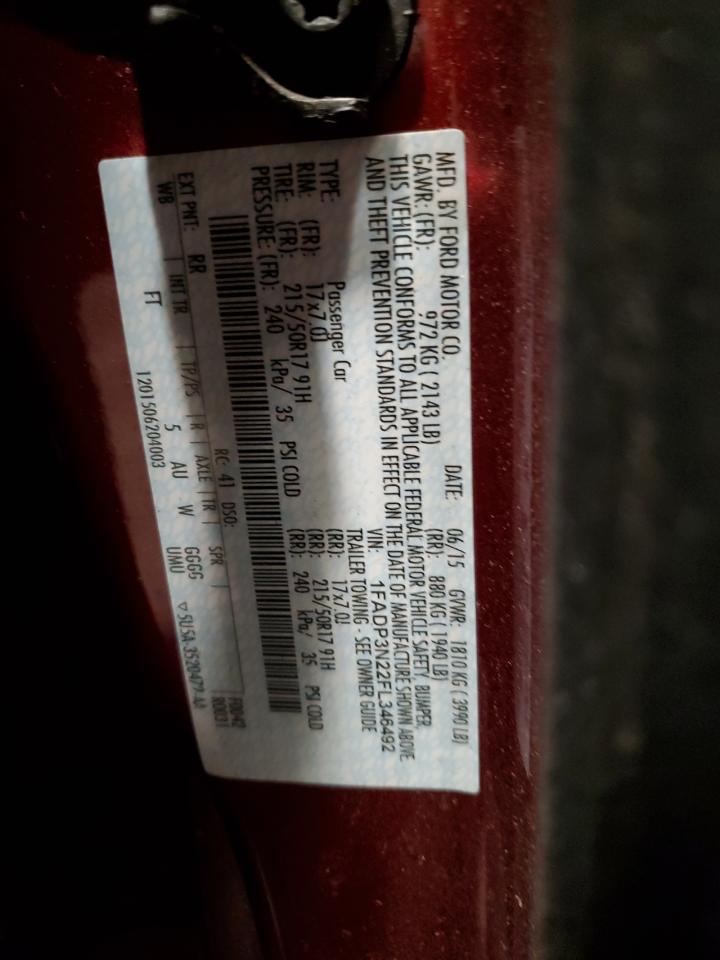 MFD. BY FORD MOTOR CO.
DATE: 06/15 GVWR: 1810 KG ( 3990 LB)
GAWR: (FR): 972 KG ( 2143 LB) (RR): 880 KG ( 1940 LB)
THIS VEHICLE CONFORMS TO ALL APPLICABLE FEDERAL MOTOR VEHICLE SAFETY, BUMPER,
AND THEFT PREVENTION STANDARDS IN EFFECT ON THE DATE OF MANUFACTURE SHOWN ABOVE
VIN: 1FADP3N22FL346492
TYPE: Passenger Car TRAILER TOWING - SEE OWNER GUIDE
RIM: (FR): 17x7.0J (RR): 17x7.0J
TIRE: (FR): 215/50R17 91H (RR): 215/50R17 91H
PRESSURE: (FR): 240 kPa/ 35 PSI COLD (RR): 240 kPa/ 35 PSI COLD
F0042
R0031
EXT PNT: RR RC: 41 DSO:
WB | INT TR | TP/PS | R | AXLE | TR | SPR |
FT 5 AU W GGGG
UMU
1201506204003